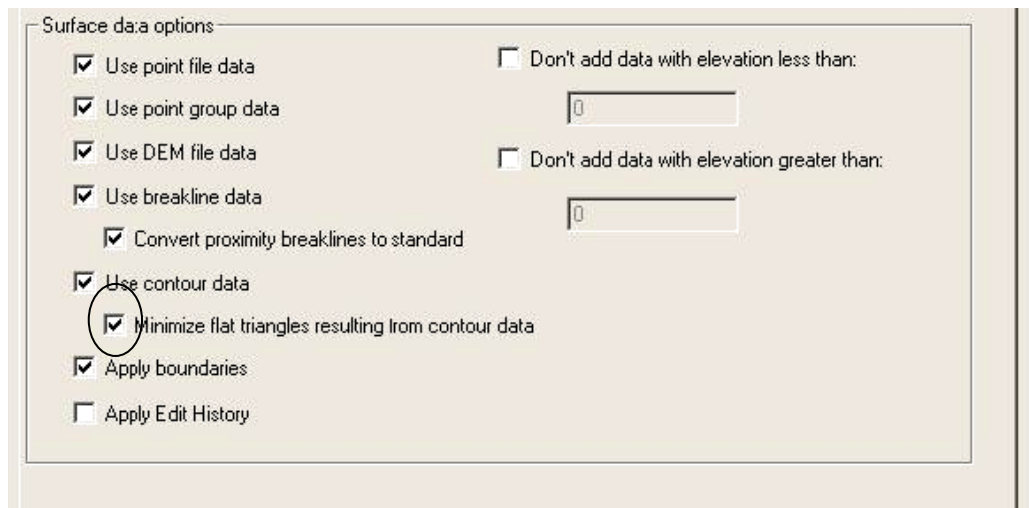 Surface da:a options
Use point file data
Use point group data
Use DEM file data
Use breakline data
Convert proximity breaklines to standard
Use contour data
Minimize flat triangles resulting from contour data
Apply boundaries
Apply Edit History
Don't add data with elevation less than:
0
Don't add data with elevation greater than:
0